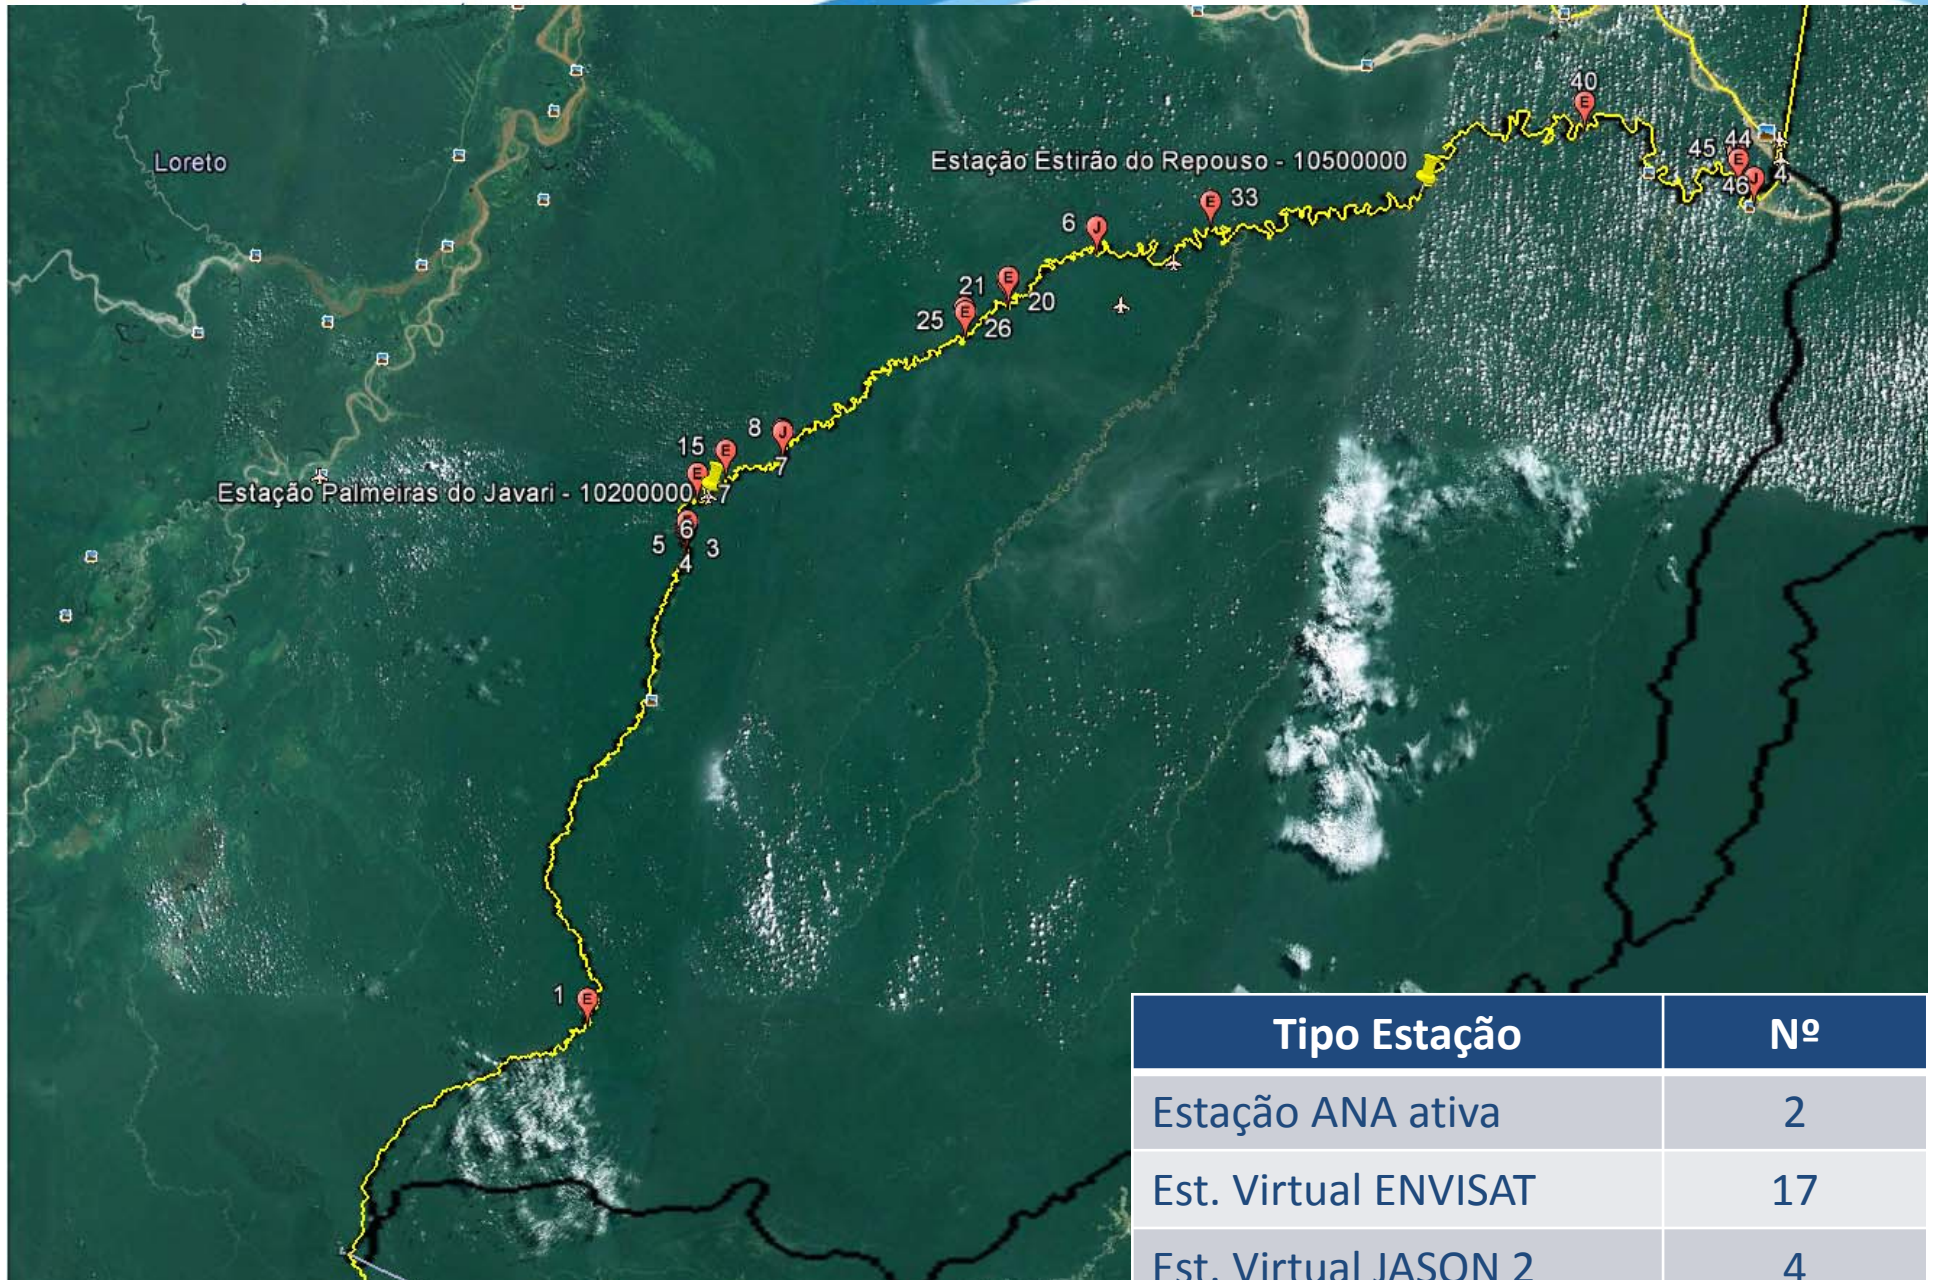 40
45 44
Estação Estirão do Repouso - 10500000
Loreto
4
46
33
6
21
20
25
26
8
15
7
Estação Palmeiras do Javari - 10200000
7
6
5
3
4
1
Tipo Estação Nº
Estação ANA ativa 2
Est. Virtual ENVISAT 17
Est. Virtual JASON 2 4
E
E
J
E
J
E
E
J
E
E
E